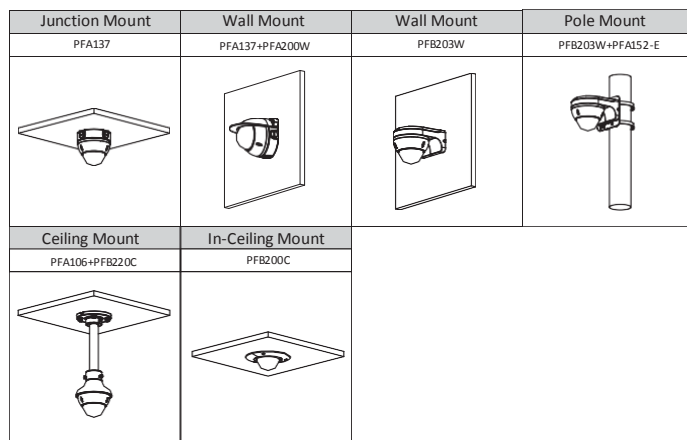 Junction Mount
Wall Mount
Wall Mount
Pole Mount
PFA137
PFA137+PFA200W
PFB203W
PFB203W+PFA152-E
Ceiling Mount
In-Ceiling Mount
PFA106+PFB220C
PFB200C